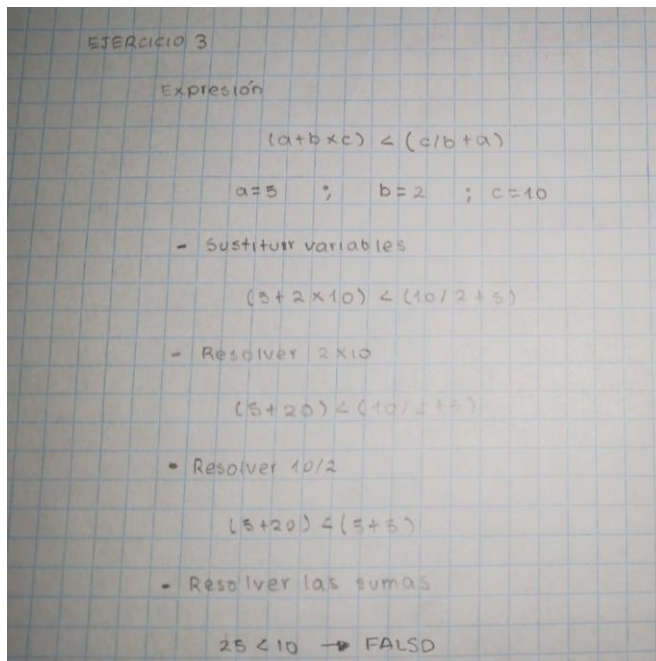 EJERCICIO 3
Expresión
(a+b×c) < (c/b+a)
a=5 ; b=2 ; c=10
- Sustituir variables
(5+2×10) < (10/2+5)
- Resolver 2×10
(5+20) < (10/2+5)
- Resolver 10/2
(5+20) < (5+5)
- Resolver las sumas
25 < 10 → FALSO